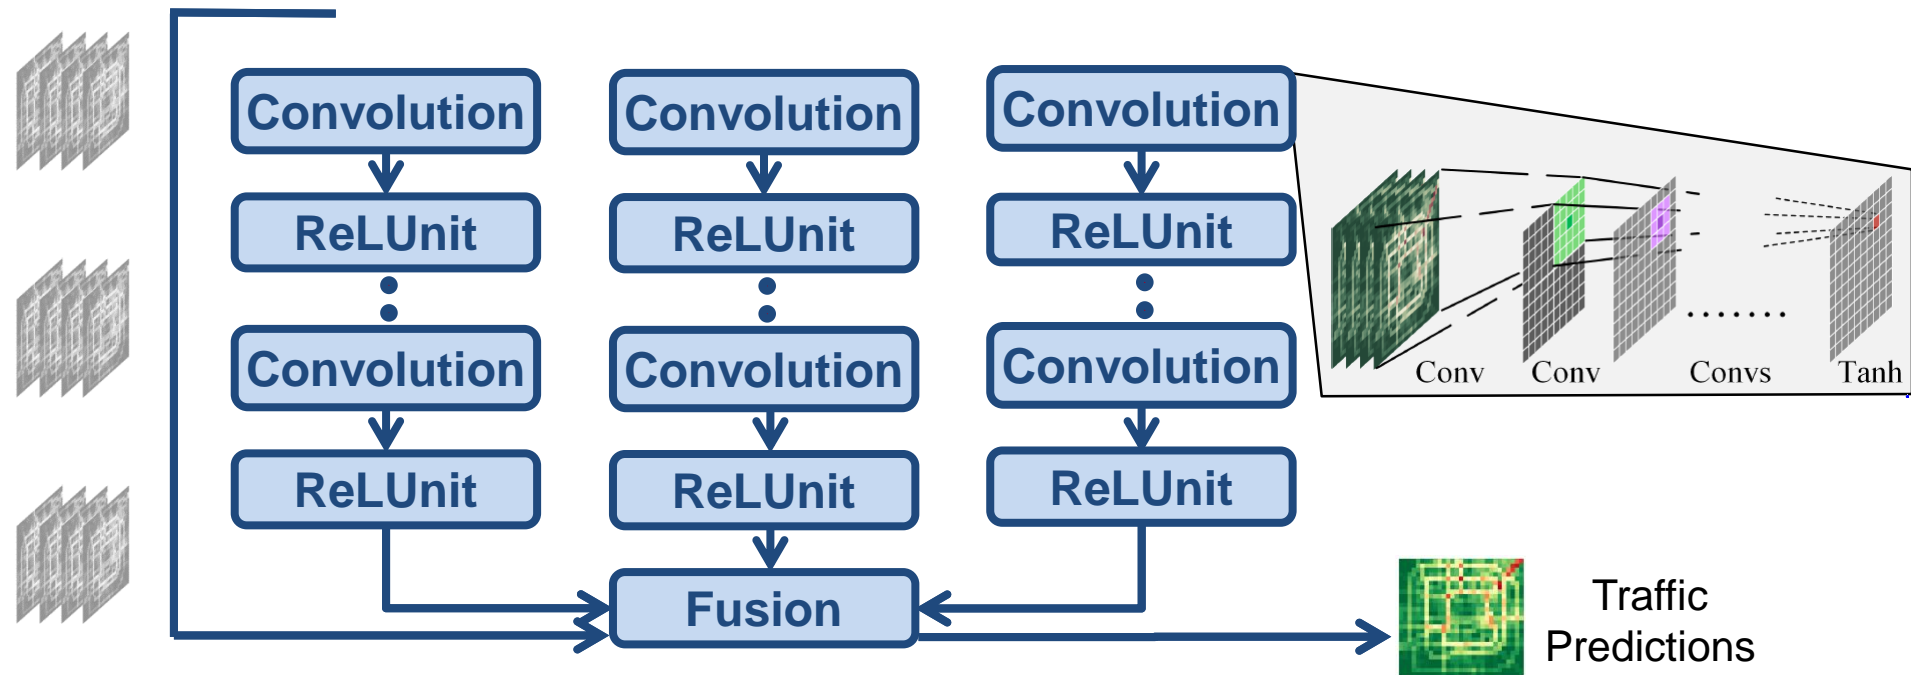 Convolution
ReLUnit
Convolution
ReLUnit
Convolution
ReLUnit
Convolution
ReLUnit
Convolution
ReLUnit
Convolution
ReLUnit
Fusion
Conv Conv Convs Tanh
Traffic
Predictions